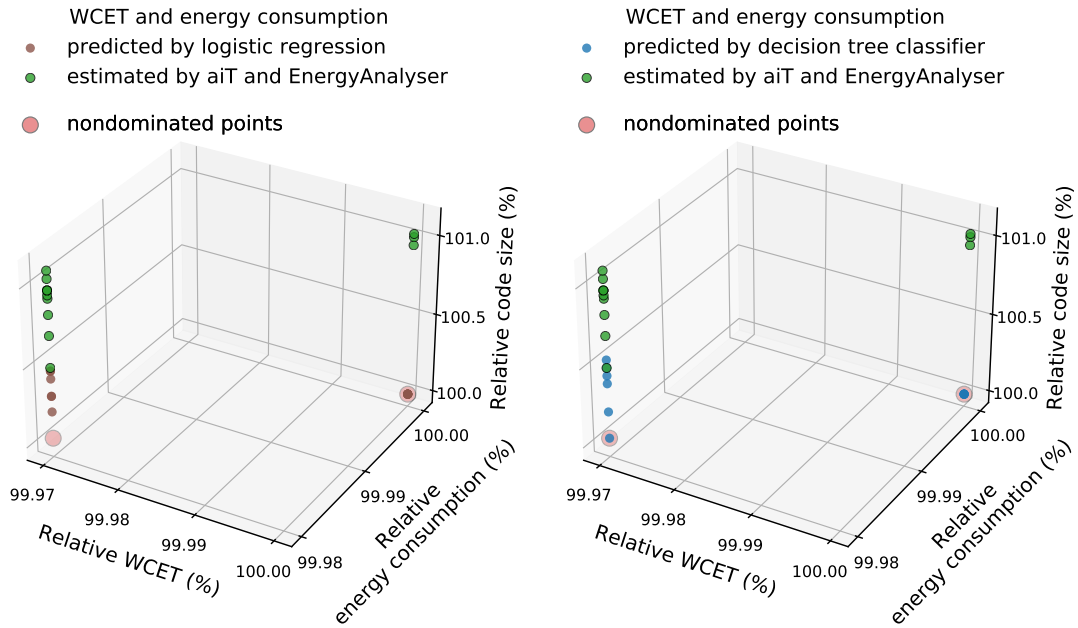 WCET and energy consumption
predicted by logistic regression
estimated by aiT and EnergyAnalyser
nondominated points
101.0
100.5
100.0
Relative code size (%)
100.00
99.99
99.98
Relative
energy consumption (%)
99.97
99.98
99.99
100.00
Relative WCET (%)
WCET and energy consumption
predicted by decision tree classifier
estimated by aiT and EnergyAnalyser
nondominated points
101.0
100.5
100.0
Relative code size (%)
100.00
99.99
99.98
Relative
energy consumption (%)
99.97
99.98
99.99
100.00
Relative WCET (%)